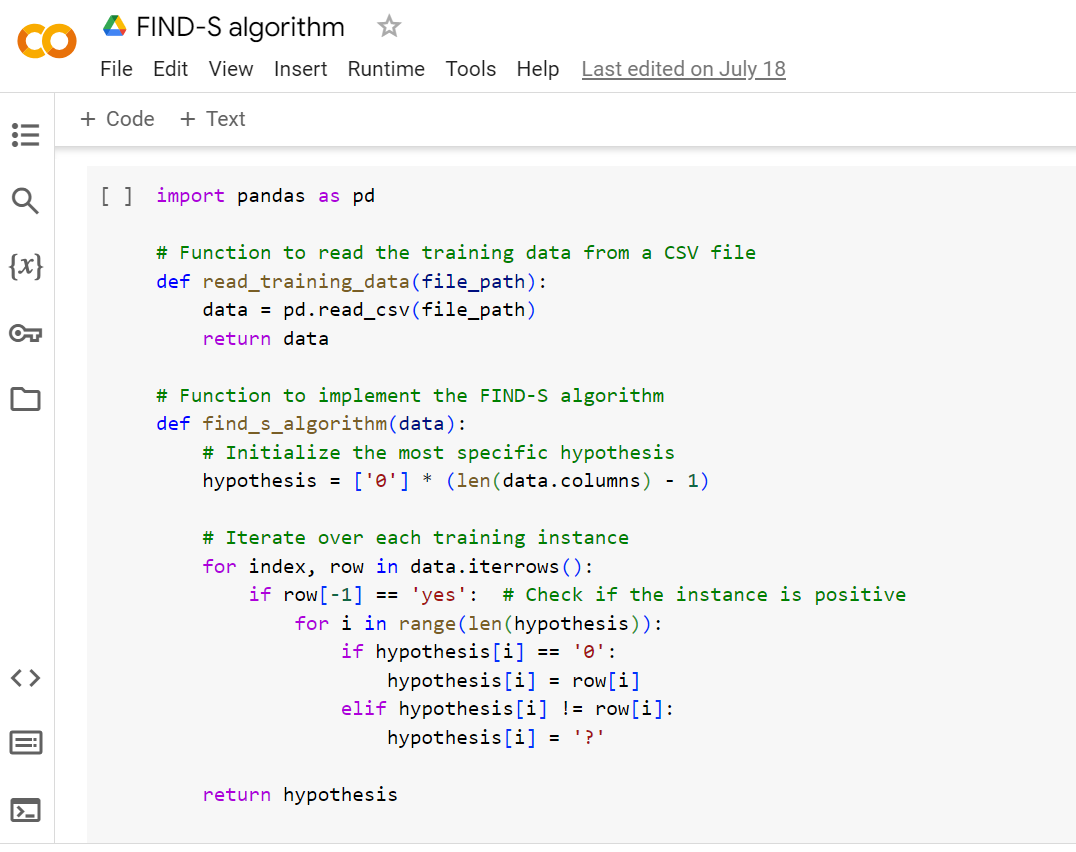 FIND-S algorithm
File Edit View Insert Runtime Tools Help Last edited on July 18
+ Code + Text
[ ] import pandas as pd
# Function to read the training data from a CSV file
def read_training_data(file_path):
    data = pd.read_csv(file_path)
    return data
# Function to implement the FIND-S algorithm
def find_s_algorithm(data):
    # Initialize the most specific hypothesis
    hypothesis = ['0'] * (len(data.columns) - 1)
    # Iterate over each training instance
    for index, row in data.iterrows():
        if row[-1] == 'yes':  # Check if the instance is positive
            for i in range(len(hypothesis)):
                if hypothesis[i] == '0':
                    hypothesis[i] = row[i]
                elif hypothesis[i] != row[i]:
                    hypothesis[i] = '?'
    return hypothesis